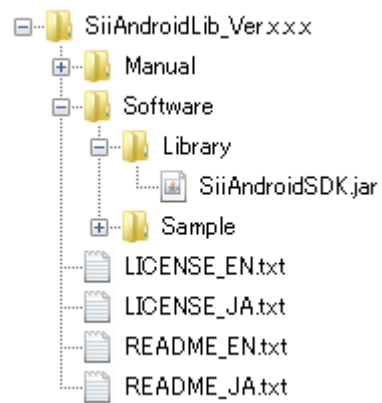 SiiAndroidLib_Ver x.x.x
Manual
Software
Library
SiiAndroidSDK.jar
Sample
LICENSE_EN.txt
LICENSE_JA.txt
README_EN.txt
README_JA.txt